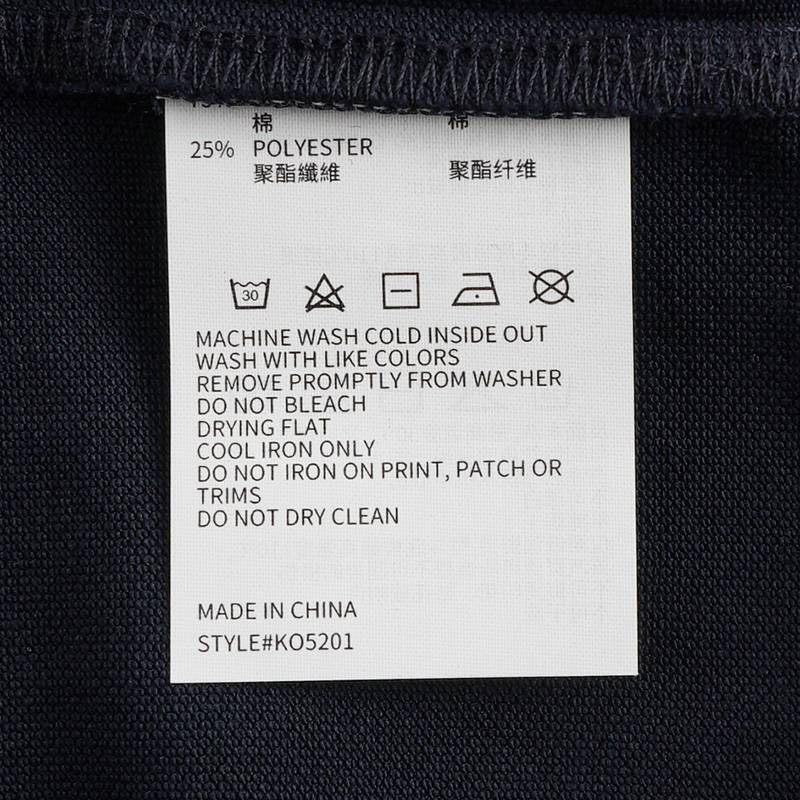 棉 棉
25% POLYESTER
聚酯纖維 聚酯纤维
30
MACHINE WASH COLD INSIDE OUT
WASH WITH LIKE COLORS
REMOVE PROMPTLY FROM WASHER
DO NOT BLEACH
DRYING FLAT
COOL IRON ONLY
DO NOT IRON ON PRINT, PATCH OR
TRIMS
DO NOT DRY CLEAN
MADE IN CHINA
STYLE#KO5201